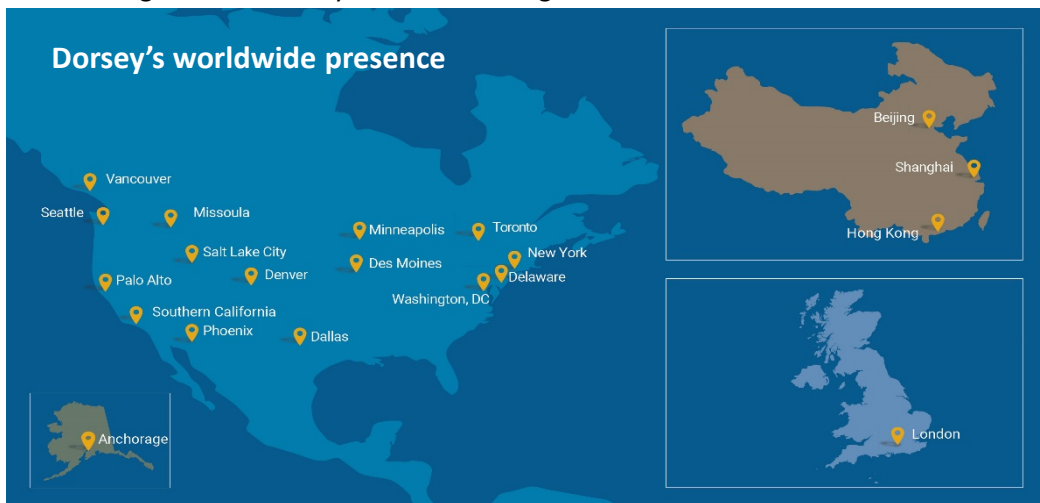 Dorsey's worldwide presence
Vancouver
Seattle
Missoula
Minneapolis
Toronto
Salt Lake City
New York
Des Moines
Denver
Delaware
Palo Alto
Washington, DC
Southern California
Phoenix
Dallas
Anchorage
Beijing
Shanghai
Hong Kong
London